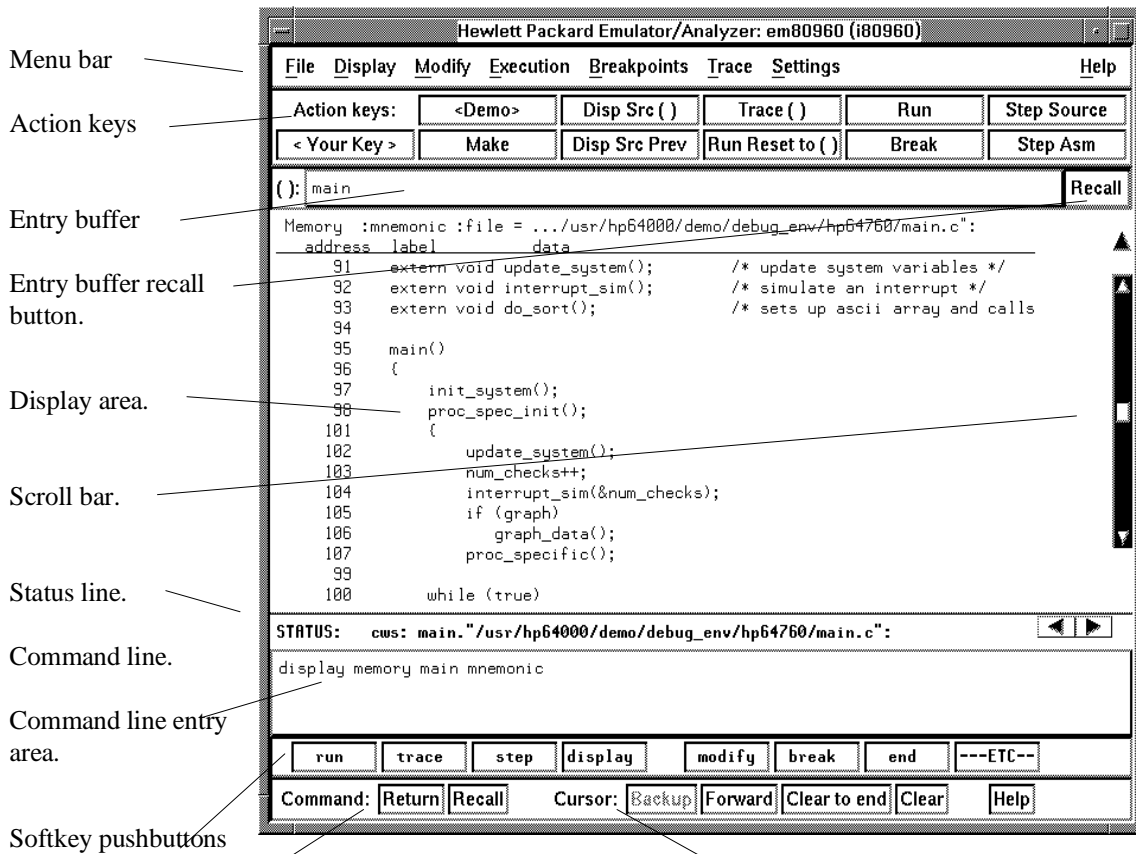 Hewlett Packard Emulator/Analyzer: em80960 (i80960)
Menu bar
File Display Modify Execution Breakpoints Trace Settings Help
Action keys
Action keys: <Demo> Disp Src ( ) Trace ( ) Run Step Source
< Your Key > Make Disp Src Prev Run Reset to ( ) Break Step Asm
Entry buffer
( ): main Recall
Memory :mnemonic :file = .../usr/hp64000/demo/debug_env/hp64760/main.c":
address label data
Entry buffer recall
button.
91 extern void update_system(); /* update system variables */
92 extern void interrupt_sim(); /* simulate an interrupt */
93 extern void do_sort(); /* sets up ascii array and calls
94
95 main()
96 {
97 init_system();
Display area.
98 proc_spec_init();
101 {
102 update_system();
103 num_checks++;
Scroll bar.
104 interrupt_sim(&num_checks);
105 if (graph)
106 graph_data();
107 proc_specific();
99
100 while (true)
Status line.
STATUS: cws: main."/usr/hp64000/demo/debug_env/hp64760/main.c":
Command line.
display memory main mnemonic
Command line entry
area.
run trace step display modify break end ---ETC--
Command: Return Recall Cursor: Backup Forward Clear to end Clear Help
Softkey pushbuttons